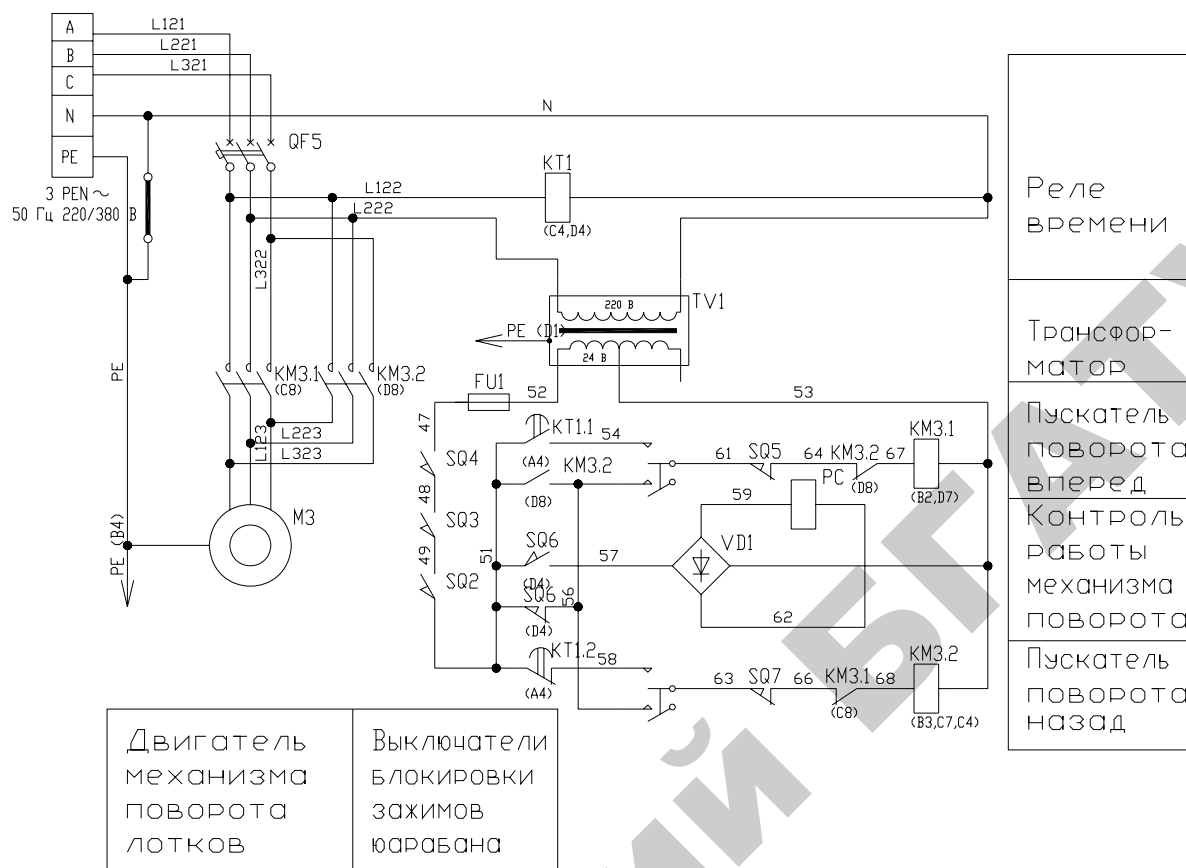 A
B
C
N
PE
3 PEN ~
50 Гц 220/380 В
L121
L221
L321
N
QF5
KT1
(C4,D4)
L122
L222
L322
TV1
220 В
24 В
PE (D1)
PE
KM3.1
(C8)
KM3.2
(D8)
FU1
52
53
47
L223
L123
L323
KT1.1
(A4)
54
SQ4
48
KM3.2
(D8)
61
SQ5
64
KM3.2
(D8)
67
KM3.1
(B2,D7)
PC
59
SQ3
49
51
SQ6
(D4)
57
VD1
SQ2
SQ6
(D4)
56
62
M3
PE (B4)
KT1.2
(A4)
58
63
SQ7
66
KM3.1
(C8)
68
KM3.2
(B3,C7,C4)
Реле
времени
Трансфор-
матор
Пускатель
поворота
вперед
Контроль
работы
механизма
поворота
Пускатель
поворота
назад
Двигатель
механизма
поворота
лотков
Выключатели
блокировки
зажимов
юарабана
ИЙ БГАТУ